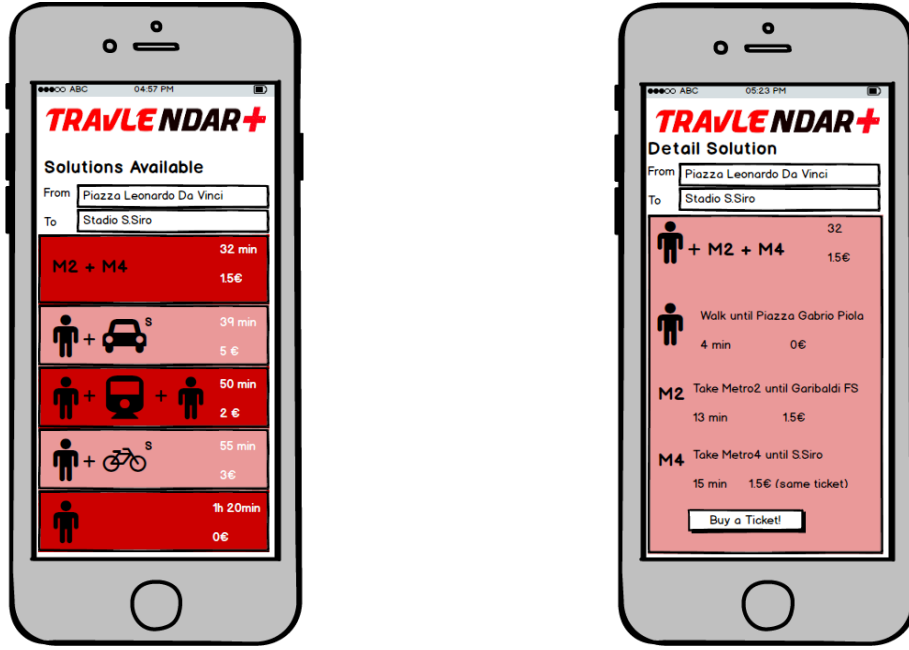 ABC 04:57 PM
TRAVLENDAR+
Solutions Available
From Piazza Leonardo Da Vinci
To Stadio S.Siro
M2 + M4 32 min
1.5€
+ S 39 min
5 €
+ + 50 min
2 €
+ S 55 min
3€
1h 20min
0€
ABC 05:23 PM
TRAVLENDAR+
Detail Solution
From Piazza Leonardo Da Vinci
To Stadio S.Siro
+ M2 + M4 32
1.5€
Walk until Piazza Gabrio Piola
4 min 0€
M2 Take Metro2 until Garibaldi FS
13 min 1.5€
M4 Take Metro4 until S.Siro
15 min 1.5€ (same ticket)
Buy a Ticket!